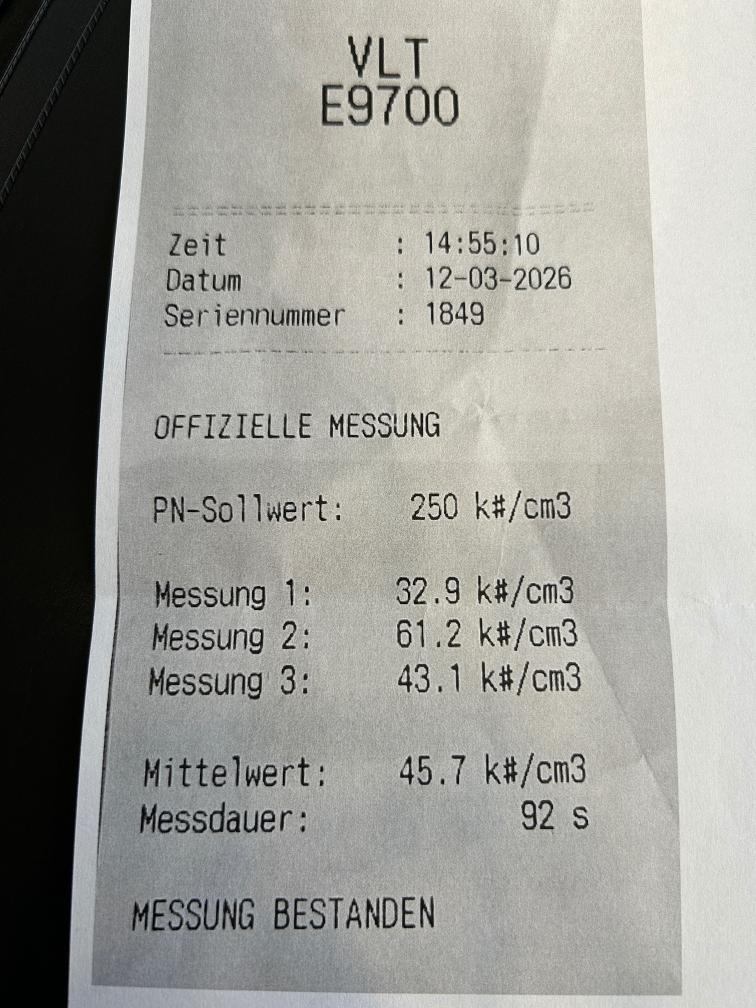 VLT
E9700
Zeit : 14:55:10
Datum : 12-03-2026
Seriennummer : 1849
OFFIZIELLE MESSUNG
PN-Sollwert: 250 k#/cm3
Messung 1: 32.9 k#/cm3
Messung 2: 61.2 k#/cm3
Messung 3: 43.1 k#/cm3
Mittelwert: 45.7 k#/cm3
Messdauer: 92 s
MESSUNG BESTANDEN